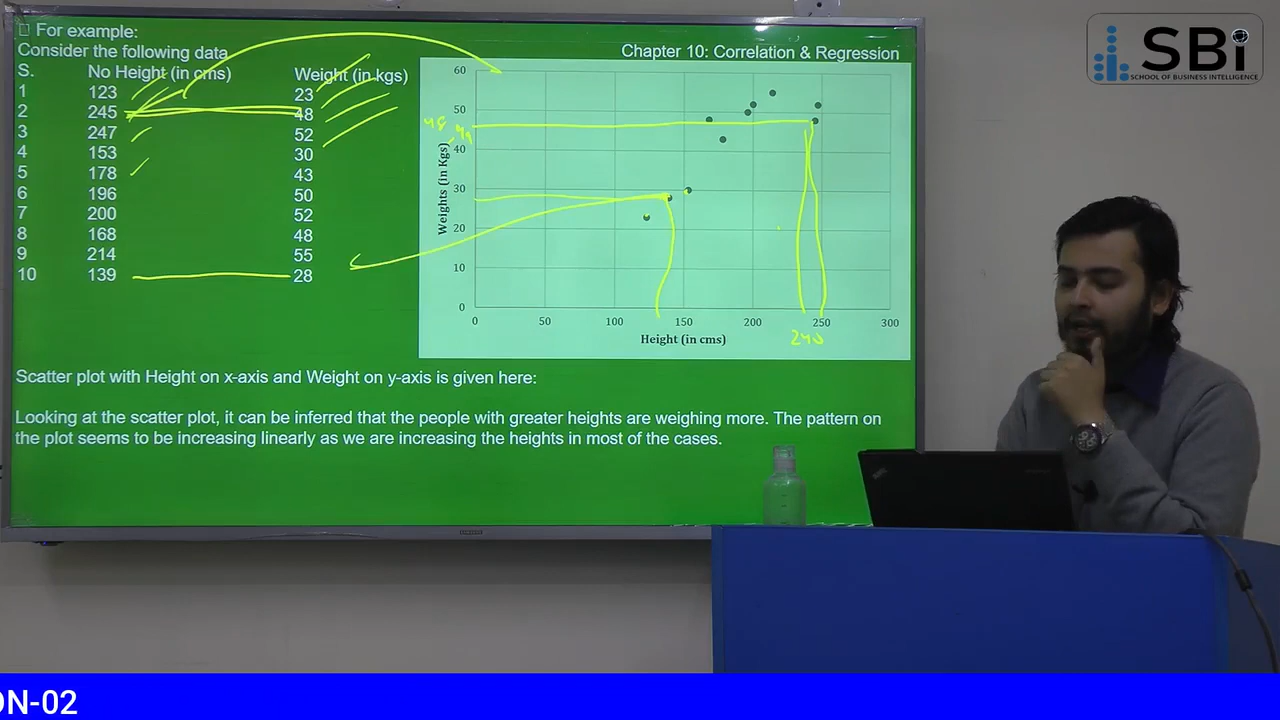 For example:
Consider the following data
Chapter 10: Correlation & Regression
S. No Height (in cms) Weight (in kgs)
1 123 23
2 245 48
3 247 52
4 153 30
5 178 43
6 196 50
7 200 52
8 168 48
9 214 55
10 139 28
60
50
40
30
20
10
0
Weights (in Kgs)
0 50 100 150 200 250 300
Height (in cms)
48
240
Scatter plot with Height on x-axis and Weight on y-axis is given here:
Looking at the scatter plot, it can be inferred that the people with greater heights are weighing more. The pattern on
the plot seems to be increasing linearly as we are increasing the heights in most of the cases.
SBi
SCHOOL OF BUSINESS INTELLIGENCE
ON-02